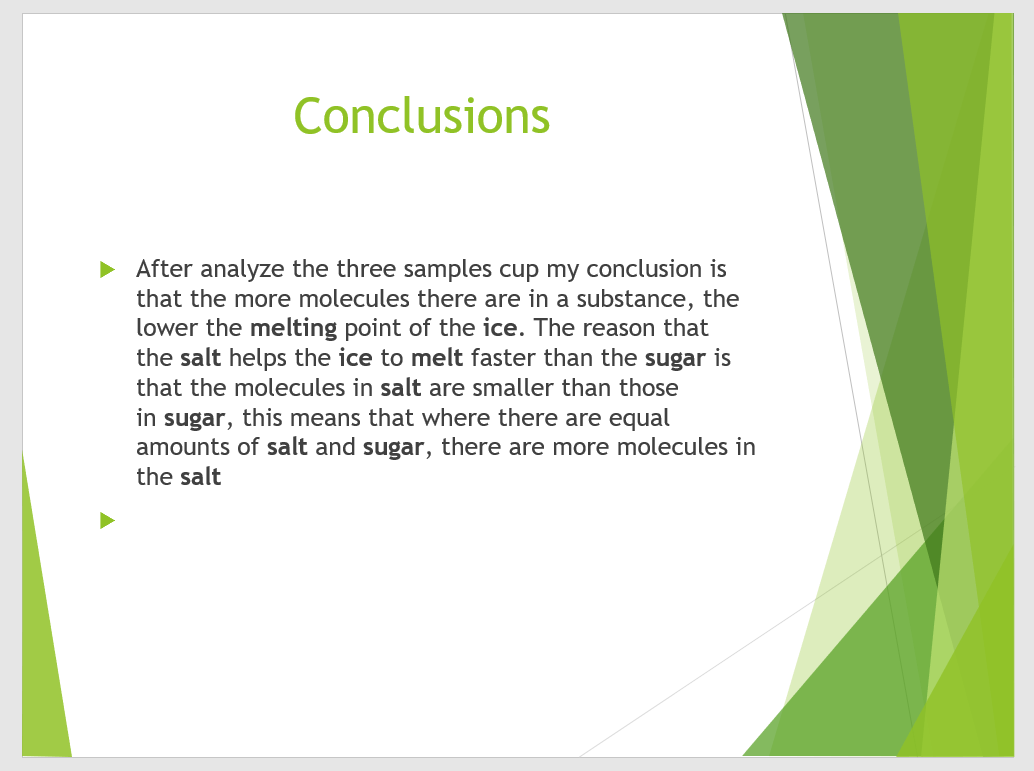 Conclusions
After analyze the three samples cup my conclusion is
that the more molecules there are in a substance, the
lower the melting point of the ice. The reason that
the salt helps the ice to melt faster than the sugar is
that the molecules in salt are smaller than those
in sugar, this means that where there are equal
amounts of salt and sugar, there are more molecules in
the salt